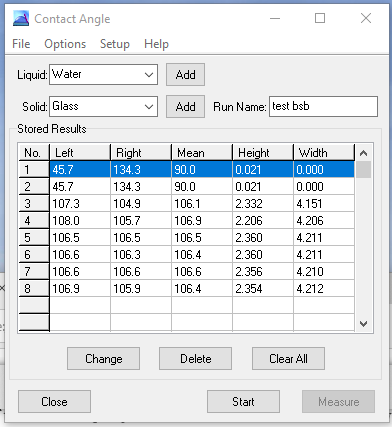 Contact Angle
File Options Setup Help
Liquid: Water Add
Solid: Glass Add Run Name: test bsb
Stored Results
No. Left Right Mean Height Width
1 45.7 134.3 90.0 0.021 0.000
2 45.7 134.3 90.0 0.021 0.000
3 107.3 104.9 106.1 2.332 4.151
4 108.0 105.7 106.9 2.206 4.206
5 106.5 106.5 106.5 2.360 4.211
6 106.6 106.3 106.4 2.360 4.211
7 106.6 106.6 106.6 2.356 4.210
8 106.9 105.9 106.4 2.354 4.212
Change Delete Clear All
Close Start Measure